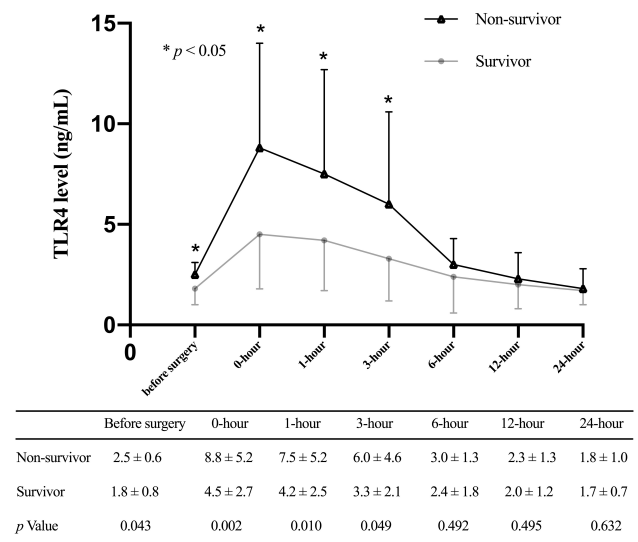 15
Non-survivor
* p < 0.05
*
*
*
Survivor
10
TLR4 level (ng/mL)
5
*
0
0
before surgery
0-hour
1-hour
3-hour
6-hour
12-hour
24-hour
Before surgery 0-hour 1-hour 3-hour 6-hour 12-hour 24-hour
Non-survivor 2.5 ± 0.6 8.8 ± 5.2 7.5 ± 5.2 6.0 ± 4.6 3.0 ± 1.3 2.3 ± 1.3 1.8 ± 1.0
Survivor 1.8 ± 0.8 4.5 ± 2.7 4.2 ± 2.5 3.3 ± 2.1 2.4 ± 1.8 2.0 ± 1.2 1.7 ± 0.7
p Value 0.043 0.002 0.010 0.049 0.492 0.495 0.632